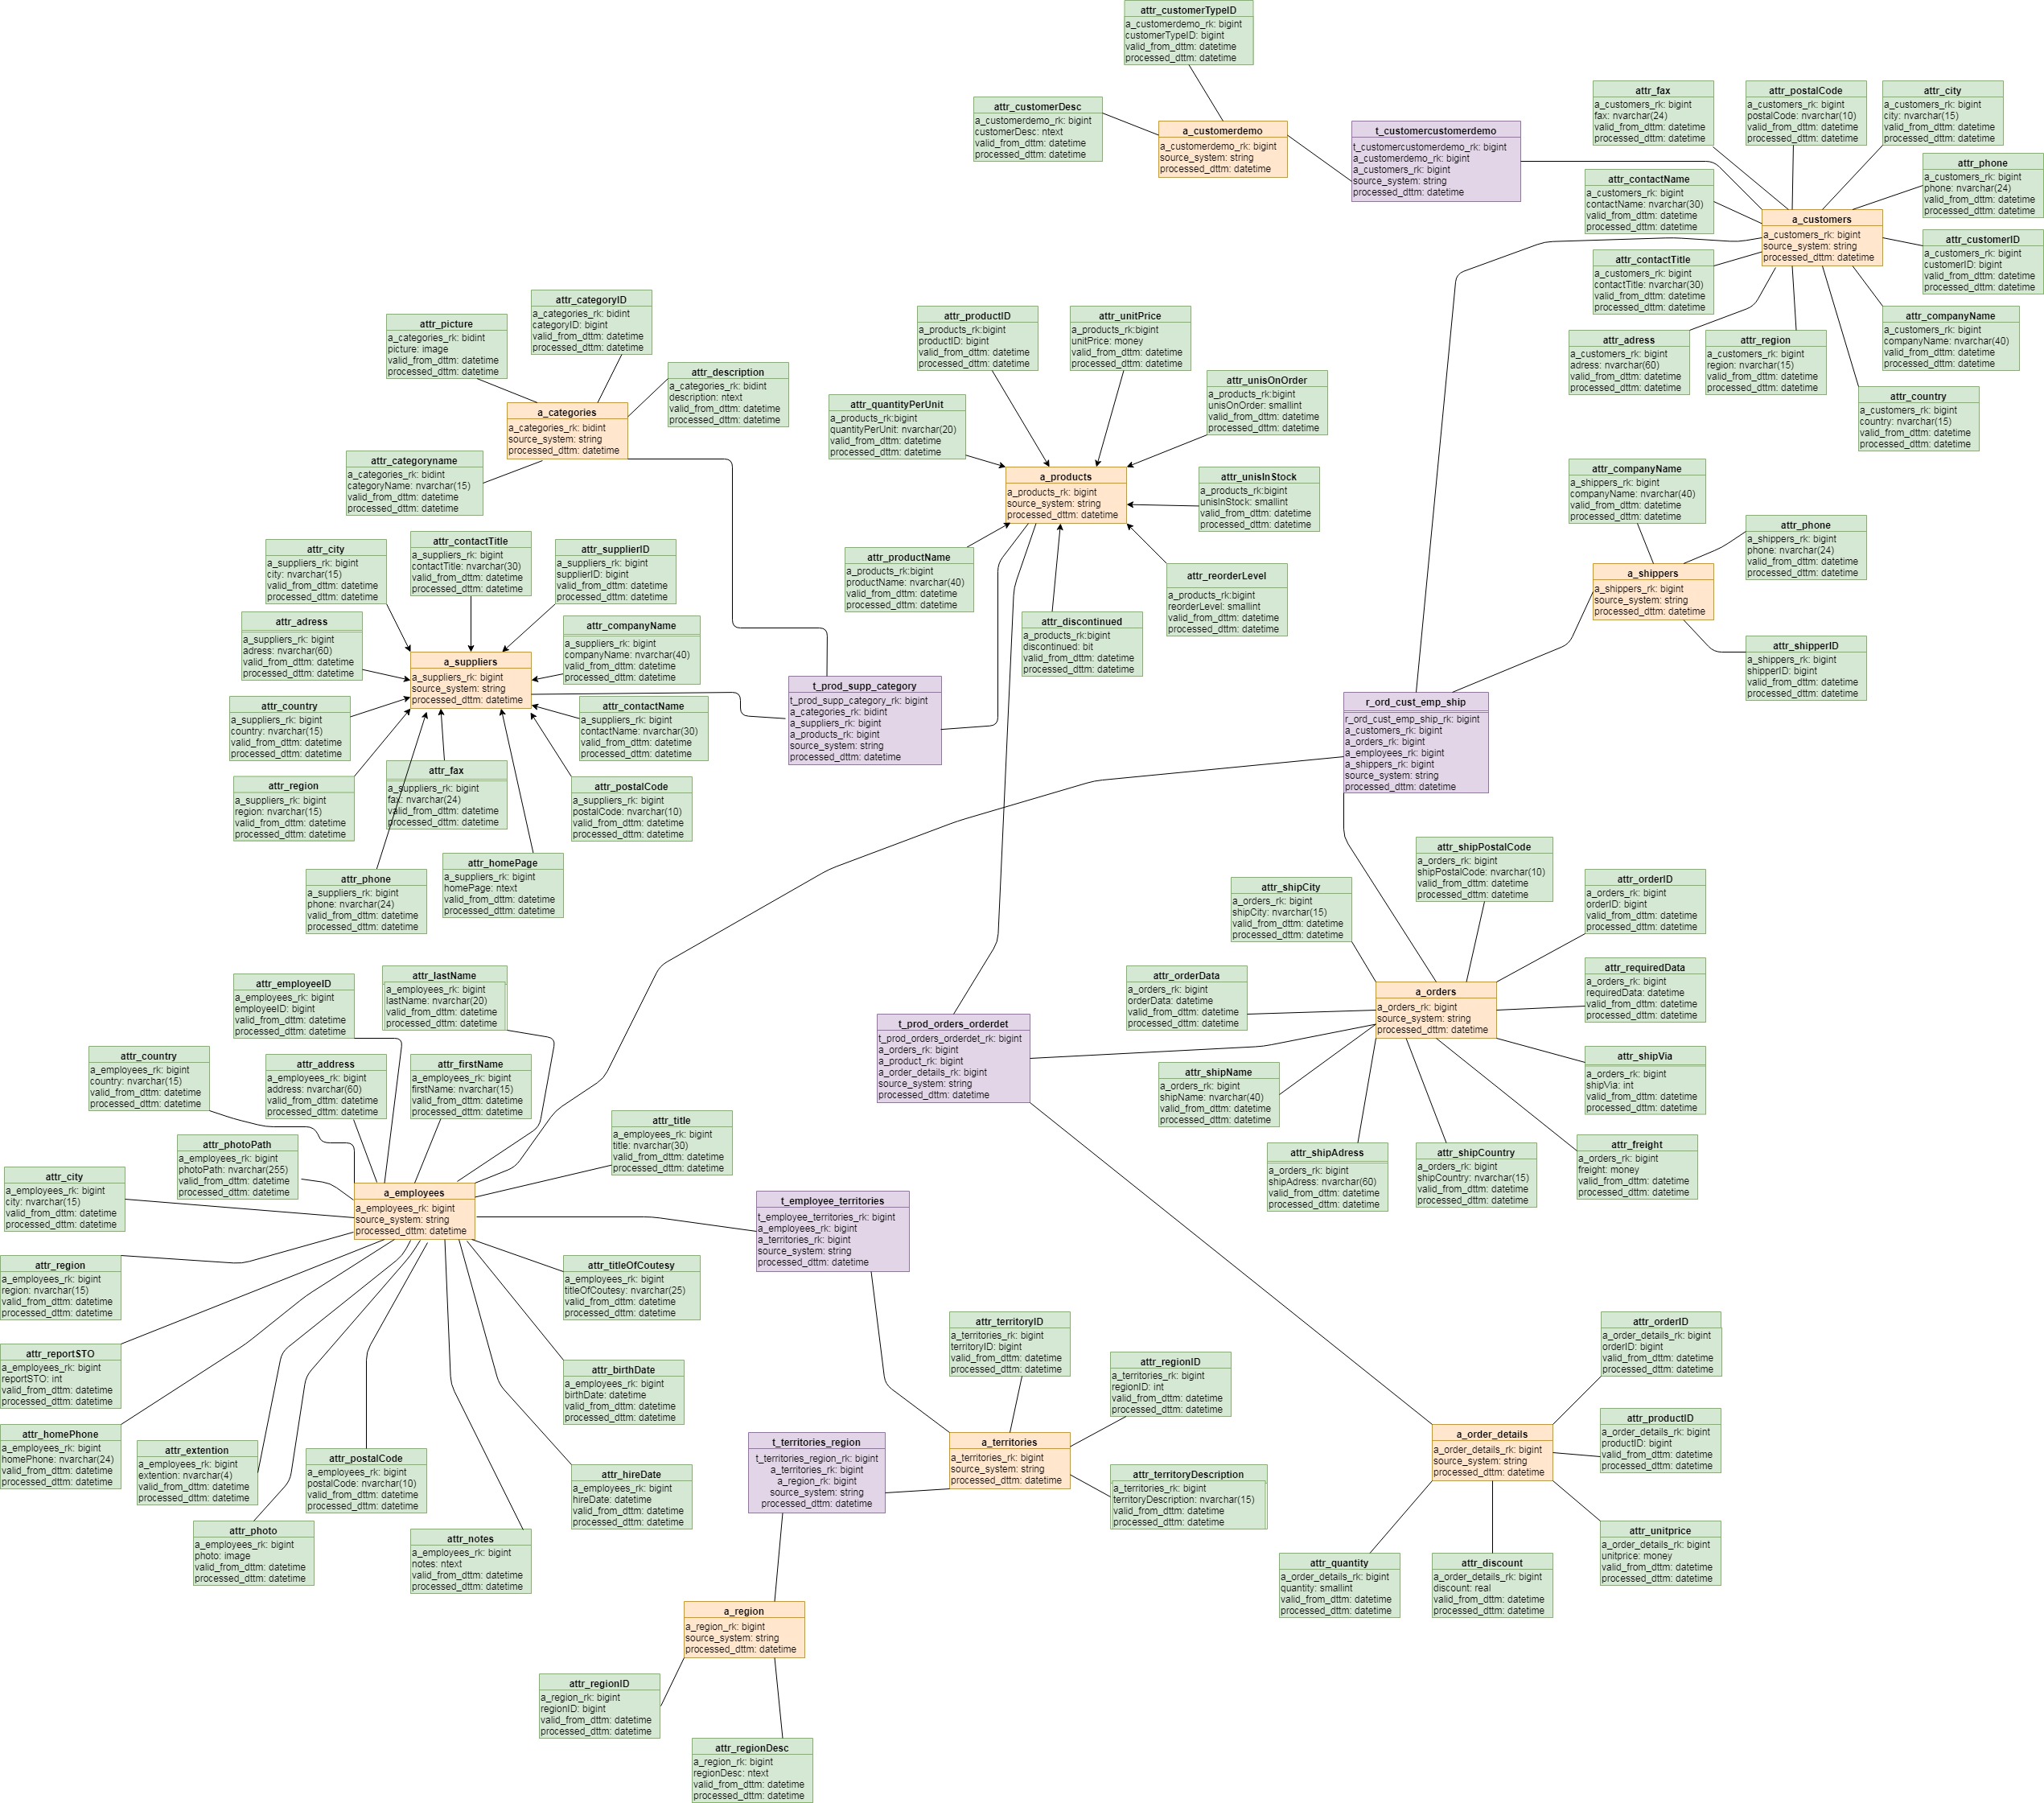 attr_customerTypeID
a_customerdemo_rk: bigint
customerTypeID: bigint
valid_from_dttm: datetime
processed_dttm: datetime
attr_customerDesc
a_customerdemo_rk: bigint
customerDesc: ntext
valid_from_dttm: datetime
processed_dttm: datetime
a_customerdemo
a_customerdemo_rk: bigint
source_system: string
processed_dttm: datetime
t_customercustomerdemo
t_customercustomerdemo_rk: bigint
a_customerdemo_rk: bigint
a_customers_rk: bigint
source_system: string
processed_dttm: datetime
attr_fax
a_customers_rk: bigint
fax: nvarchar(24)
valid_from_dttm: datetime
processed_dttm: datetime
attr_postalCode
a_customers_rk: bigint
postalCode: nvarchar(10)
valid_from_dttm: datetime
processed_dttm: datetime
attr_city
a_customers_rk: bigint
city: nvarchar(15)
valid_from_dttm: datetime
processed_dttm: datetime
attr_phone
a_customers_rk: bigint
phone: nvarchar(24)
valid_from_dttm: datetime
processed_dttm: datetime
attr_contactName
a_customers_rk: bigint
contactName: nvarchar(30)
valid_from_dttm: datetime
processed_dttm: datetime
a_customers
a_customers_rk: bigint
source_system: string
processed_dttm: datetime
attr_customerID
a_customers_rk: bigint
customerID: bigint
valid_from_dttm: datetime
processed_dttm: datetime
attr_contactTitle
a_customers_rk: bigint
contactTitle: nvarchar(30)
valid_from_dttm: datetime
processed_dttm: datetime
attr_companyName
a_customers_rk: bigint
companyName: nvarchar(40)
valid_from_dttm: datetime
processed_dttm: datetime
attr_adress
a_customers_rk: bigint
adress: nvarchar(60)
valid_from_dttm: datetime
processed_dttm: datetime
attr_region
a_customers_rk: bigint
region: nvarchar(15)
valid_from_dttm: datetime
processed_dttm: datetime
attr_country
a_customers_rk: bigint
country: nvarchar(15)
valid_from_dttm: datetime
processed_dttm: datetime
attr_categoryID
a_categories_rk: bidint
categoryID: bigint
valid_from_dttm: datetime
processed_dttm: datetime
attr_picture
a_categories_rk: bidint
picture: image
valid_from_dttm: datetime
processed_dttm: datetime
attr_description
a_categories_rk: bidint
description: ntext
valid_from_dttm: datetime
processed_dttm: datetime
a_categories
a_categories_rk: bidint
source_system: string
processed_dttm: datetime
attr_categoryname
a_categories_rk: bidint
categoryName: nvarchar(15)
valid_from_dttm: datetime
processed_dttm: datetime
attr_productID
a_products_rk:bigint
productID: bigint
valid_from_dttm: datetime
processed_dttm: datetime
attr_unitPrice
a_products_rk:bigint
unitPrice: money
valid_from_dttm: datetime
processed_dttm: datetime
attr_unisOnOrder
a_products_rk:bigint
unisOnOrder: smallint
valid_from_dttm: datetime
processed_dttm: datetime
attr_quantityPerUnit
a_products_rk:bigint
quantityPerUnit: nvarchar(20)
valid_from_dttm: datetime
processed_dttm: datetime
a_products
a_products_rk: bigint
source_system: string
processed_dttm: datetime
attr_unisInStock
a_products_rk:bigint
unisInStock: smallint
valid_from_dttm: datetime
processed_dttm: datetime
attr_productName
a_products_rk:bigint
productName: nvarchar(40)
valid_from_dttm: datetime
processed_dttm: datetime
attr_reorderLevel
a_products_rk:bigint
reorderLevel: smallint
valid_from_dttm: datetime
processed_dttm: datetime
attr_discontinued
a_products_rk:bigint
discontinued: bit
valid_from_dttm: datetime
processed_dttm: datetime
attr_companyName
a_shippers_rk: bigint
companyName: nvarchar(40)
valid_from_dttm: datetime
processed_dttm: datetime
attr_phone
a_shippers_rk: bigint
phone: nvarchar(24)
valid_from_dttm: datetime
processed_dttm: datetime
a_shippers
a_shippers_rk: bigint
source_system: string
processed_dttm: datetime
attr_shipperID
a_shippers_rk: bigint
shipperID: bigint
valid_from_dttm: datetime
processed_dttm: datetime
attr_city
a_suppliers_rk: bigint
city: nvarchar(15)
valid_from_dttm: datetime
processed_dttm: datetime
attr_contactTitle
a_suppliers_rk: bigint
contactTitle: nvarchar(30)
valid_from_dttm: datetime
processed_dttm: datetime
attr_supplierID
a_suppliers_rk: bigint
supplierID: bigint
valid_from_dttm: datetime
processed_dttm: datetime
attr_adress
a_suppliers_rk: bigint
adress: nvarchar(60)
valid_from_dttm: datetime
processed_dttm: datetime
attr_companyName
a_suppliers_rk: bigint
companyName: nvarchar(40)
valid_from_dttm: datetime
processed_dttm: datetime
a_suppliers
a_suppliers_rk: bigint
source_system: string
processed_dttm: datetime
attr_country
a_suppliers_rk: bigint
country: nvarchar(15)
valid_from_dttm: datetime
processed_dttm: datetime
attr_contactName
a_suppliers_rk: bigint
contactName: nvarchar(30)
valid_from_dttm: datetime
processed_dttm: datetime
attr_region
a_suppliers_rk: bigint
region: nvarchar(15)
valid_from_dttm: datetime
processed_dttm: datetime
attr_fax
a_suppliers_rk: bigint
fax: nvarchar(24)
valid_from_dttm: datetime
processed_dttm: datetime
attr_postalCode
a_suppliers_rk: bigint
postalCode: nvarchar(10)
valid_from_dttm: datetime
processed_dttm: datetime
attr_phone
a_suppliers_rk: bigint
phone: nvarchar(24)
valid_from_dttm: datetime
processed_dttm: datetime
attr_homePage
a_suppliers_rk: bigint
homePage: ntext
valid_from_dttm: datetime
processed_dttm: datetime
t_prod_supp_category
t_prod_supp_category_rk: bigint
a_categories_rk: bidint
a_suppliers_rk: bigint
a_products_rk: bigint
source_system: string
processed_dttm: datetime
r_ord_cust_emp_ship
r_ord_cust_emp_ship_rk: bigint
a_customers_rk: bigint
a_orders_rk: bigint
a_employees_rk: bigint
a_shippers_rk: bigint
source_system: string
processed_dttm: datetime
attr_shipPostalCode
a_orders_rk: bigint
shipPostalCode: nvarchar(10)
valid_from_dttm: datetime
processed_dttm: datetime
attr_shipCity
a_orders_rk: bigint
shipCity: nvarchar(15)
valid_from_dttm: datetime
processed_dttm: datetime
attr_orderID
a_orders_rk: bigint
orderID: bigint
valid_from_dttm: datetime
processed_dttm: datetime
attr_orderData
a_orders_rk: bigint
orderData: datetime
valid_from_dttm: datetime
processed_dttm: datetime
a_orders
a_orders_rk: bigint
source_system: string
processed_dttm: datetime
attr_requiredData
a_orders_rk: bigint
requiredData: datetime
valid_from_dttm: datetime
processed_dttm: datetime
attr_shipVia
a_orders_rk: bigint
shipVia: int
valid_from_dttm: datetime
processed_dttm: datetime
attr_shipName
a_orders_rk: bigint
shipName: nvarchar(40)
valid_from_dttm: datetime
processed_dttm: datetime
attr_shipAdress
a_orders_rk: bigint
shipAdress: nvarchar(60)
valid_from_dttm: datetime
processed_dttm: datetime
attr_shipCountry
a_orders_rk: bigint
shipCountry: nvarchar(15)
valid_from_dttm: datetime
processed_dttm: datetime
attr_freight
a_orders_rk: bigint
freight: money
valid_from_dttm: datetime
processed_dttm: datetime
t_prod_orders_orderdet
t_prod_orders_orderdet_rk: bigint
a_orders_rk: bigint
a_product_rk: bigint
a_order_details_rk: bigint
source_system: string
processed_dttm: datetime
attr_employeeID
a_employees_rk: bigint
employeeID: bigint
valid_from_dttm: datetime
processed_dttm: datetime
attr_lastName
a_employees_rk: bigint
lastName: nvarchar(20)
valid_from_dttm: datetime
processed_dttm: datetime
attr_country
a_employees_rk: bigint
country: nvarchar(15)
valid_from_dttm: datetime
processed_dttm: datetime
attr_address
a_employees_rk: bigint
address: nvarchar(60)
valid_from_dttm: datetime
processed_dttm: datetime
attr_firstName
a_employees_rk: bigint
firstName: nvarchar(15)
valid_from_dttm: datetime
processed_dttm: datetime
attr_title
a_employees_rk: bigint
title: nvarchar(30)
valid_from_dttm: datetime
processed_dttm: datetime
attr_photoPath
a_employees_rk: bigint
photoPath: nvarchar(255)
valid_from_dttm: datetime
processed_dttm: datetime
attr_city
a_employees_rk: bigint
city: nvarchar(15)
valid_from_dttm: datetime
processed_dttm: datetime
a_employees
a_employees_rk: bigint
source_system: string
processed_dttm: datetime
t_employee_territories
t_employee_territories_rk: bigint
a_employees_rk: bigint
a_territories_rk: bigint
source_system: string
processed_dttm: datetime
attr_region
a_employees_rk: bigint
region: nvarchar(15)
valid_from_dttm: datetime
processed_dttm: datetime
attr_titleOfCoutesy
a_employees_rk: bigint
titleOfCoutesy: nvarchar(25)
valid_from_dttm: datetime
processed_dttm: datetime
attr_reportSTO
a_employees_rk: bigint
reportSTO: int
valid_from_dttm: datetime
processed_dttm: datetime
attr_birthDate
a_employees_rk: bigint
birthDate: datetime
valid_from_dttm: datetime
processed_dttm: datetime
attr_homePhone
a_employees_rk: bigint
homePhone: nvarchar(24)
valid_from_dttm: datetime
processed_dttm: datetime
attr_extention
a_employees_rk: bigint
extention: nvarchar(4)
valid_from_dttm: datetime
processed_dttm: datetime
attr_postalCode
a_employees_rk: bigint
postalCode: nvarchar(10)
valid_from_dttm: datetime
processed_dttm: datetime
attr_hireDate
a_employees_rk: bigint
hireDate: datetime
valid_from_dttm: datetime
processed_dttm: datetime
attr_photo
a_employees_rk: bigint
photo: image
valid_from_dttm: datetime
processed_dttm: datetime
attr_notes
a_employees_rk: bigint
notes: ntext
valid_from_dttm: datetime
processed_dttm: datetime
attr_territoryID
a_territories_rk: bigint
territoryID: bigint
valid_from_dttm: datetime
processed_dttm: datetime
attr_regionID
a_territories_rk: bigint
regionID: int
valid_from_dttm: datetime
processed_dttm: datetime
t_territories_region
t_territories_region_rk: bigint
a_territories_rk: bigint
a_region_rk: bigint
source_system: string
processed_dttm: datetime
a_territories
a_territories_rk: bigint
source_system: string
processed_dttm: datetime
attr_territoryDescription
a_territories_rk: bigint
territoryDescription: nvarchar(15)
valid_from_dttm: datetime
processed_dttm: datetime
attr_orderID
a_order_details_rk: bigint
orderID: bigint
valid_from_dttm: datetime
processed_dttm: datetime
a_order_details
a_order_details_rk: bigint
source_system: string
processed_dttm: datetime
attr_productID
a_order_details_rk: bigint
productID: bigint
valid_from_dttm: datetime
processed_dttm: datetime
attr_unitprice
a_order_details_rk: bigint
unitprice: money
valid_from_dttm: datetime
processed_dttm: datetime
attr_quantity
a_order_details_rk: bigint
quantity: smallint
valid_from_dttm: datetime
processed_dttm: datetime
attr_discount
a_order_details_rk: bigint
discount: real
valid_from_dttm: datetime
processed_dttm: datetime
a_region
a_region_rk: bigint
source_system: string
processed_dttm: datetime
attr_regionID
a_region_rk: bigint
regionID: bigint
valid_from_dttm: datetime
processed_dttm: datetime
attr_regionDesc
a_region_rk: bigint
regionDesc: ntext
valid_from_dttm: datetime
processed_dttm: datetime